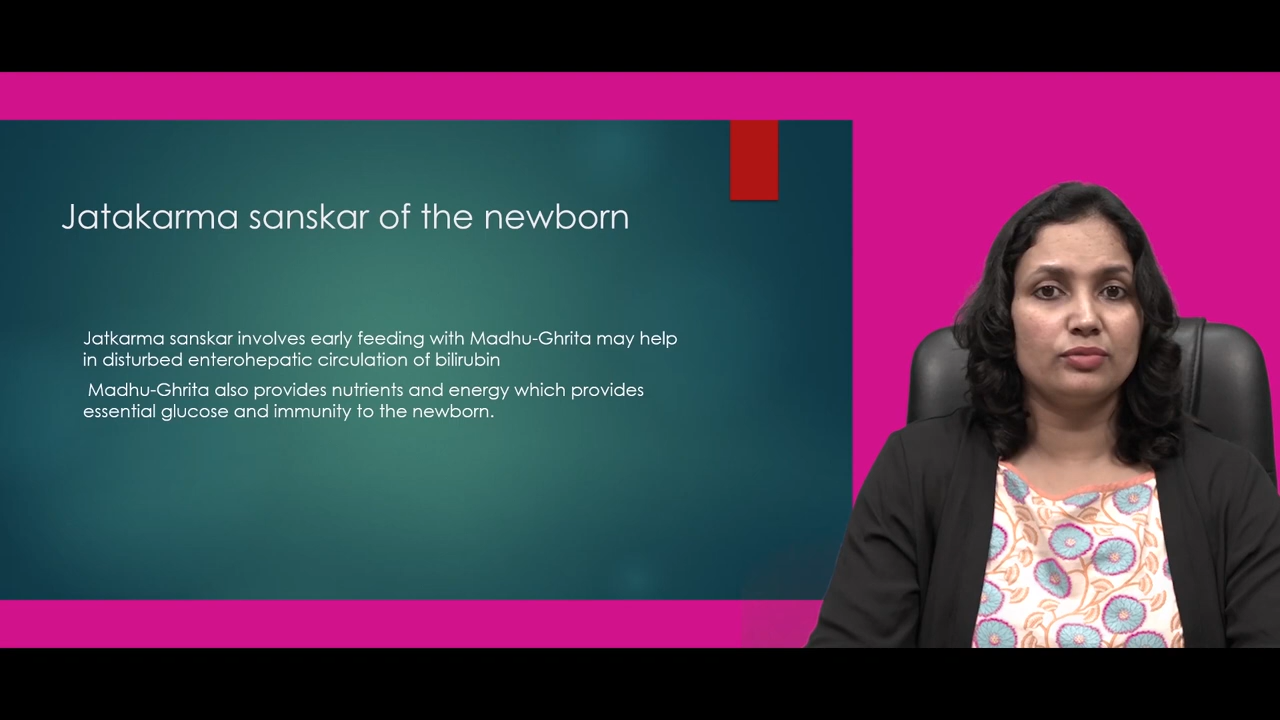 Jatakarma sanskar of the newborn
Jatkarma sanskar involves early feeding with Madhu-Ghrita may help
in disturbed enterohepatic circulation of bilirubin
Madhu-Ghrita also provides nutrients and energy which provides
essential glucose and immunity to the newborn.